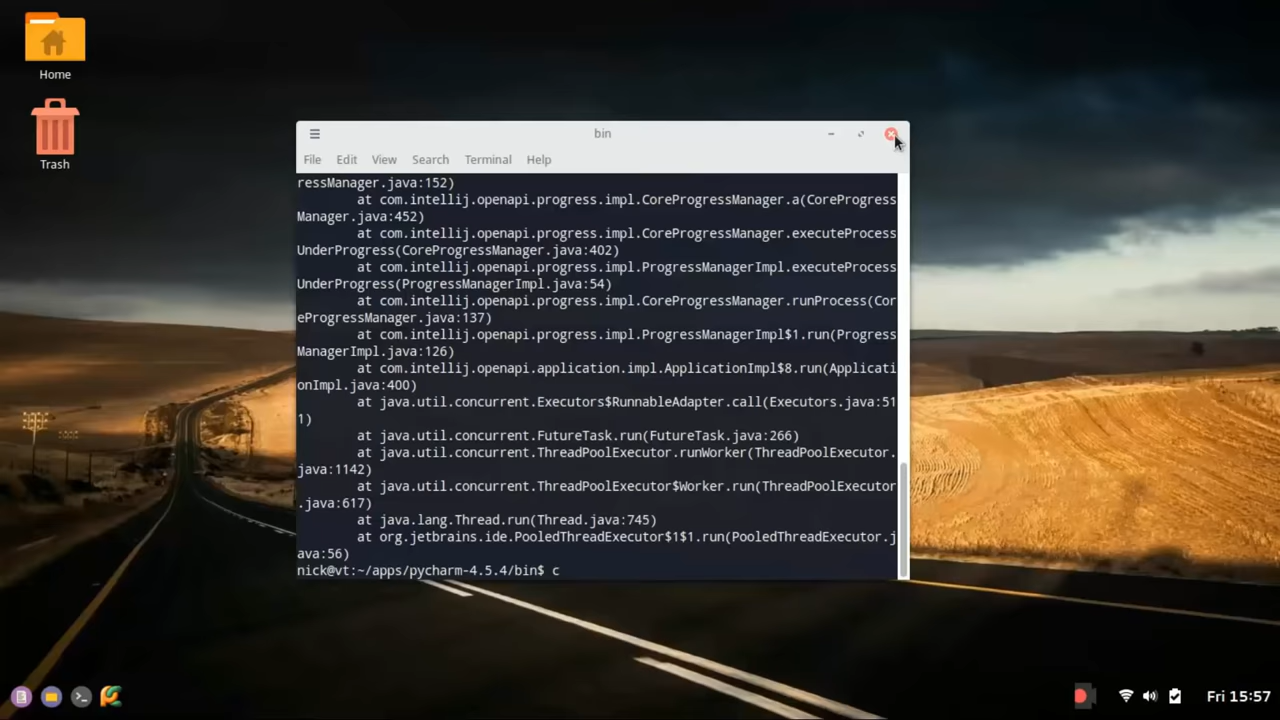 Home
Trash
bin
File Edit View Search Terminal Help
ressManager.java:152)
at com.intellij.openapi.progress.impl.CoreProgressManager.a(CoreProgress
Manager.java:452)
at com.intellij.openapi.progress.impl.CoreProgressManager.executeProcess
UnderProgress(CoreProgressManager.java:402)
at com.intellij.openapi.progress.impl.ProgressManagerImpl.executeProcess
UnderProgress(ProgressManagerImpl.java:54)
at com.intellij.openapi.progress.impl.CoreProgressManager.runProcess(Cor
eProgressManager.java:137)
at com.intellij.openapi.progress.impl.ProgressManagerImpl$1.run(Progress
ManagerImpl.java:126)
at com.intellij.openapi.application.impl.ApplicationImpl$8.run(Applicati
onImpl.java:400)
at java.util.concurrent.Executors$RunnableAdapter.call(Executors.java:51
1)
at java.util.concurrent.FutureTask.run(FutureTask.java:266)
at java.util.concurrent.ThreadPoolExecutor.runWorker(ThreadPoolExecutor.
java:1142)
at java.util.concurrent.ThreadPoolExecutor$Worker.run(ThreadPoolExecutor
.java:617)
at java.lang.Thread.run(Thread.java:745)
at org.jetbrains.ide.PooledThreadExecutor$1$1.run(PooledThreadExecutor.j
ava:56)
nick@vt:~/apps/pycharm-4.5.4/bin$ c
Fri 15:57